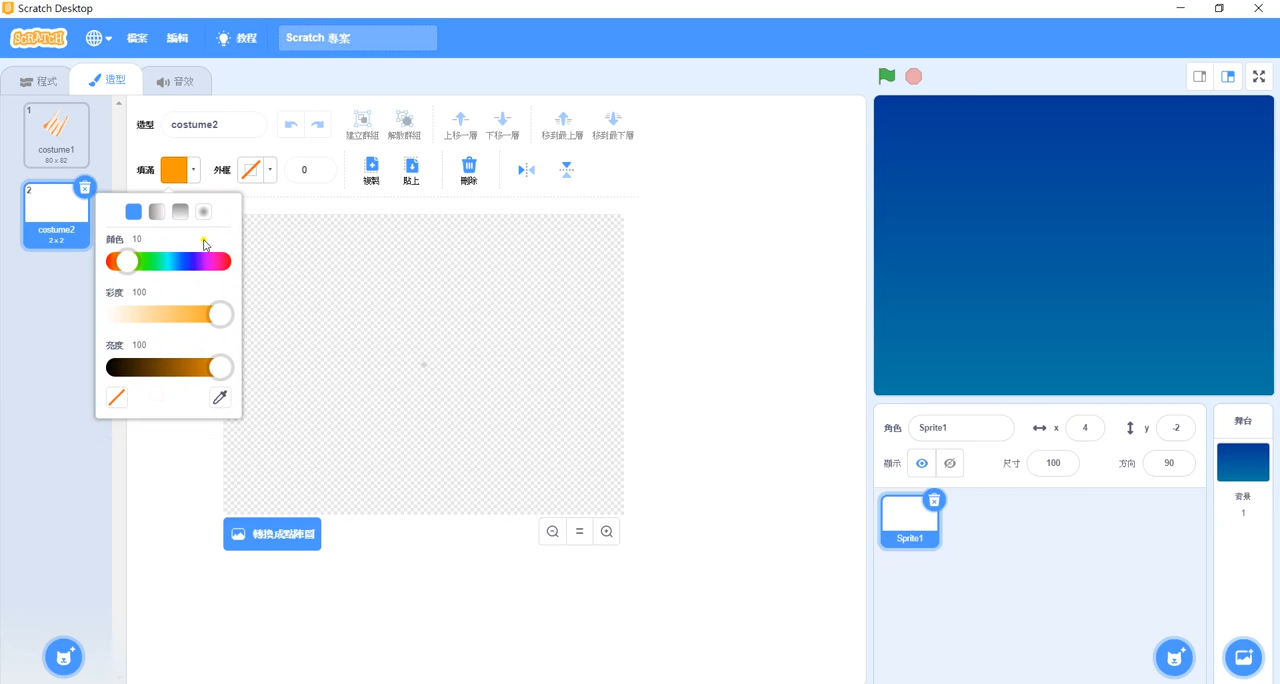 Scratch Desktop
SCRATCH 檔案 編輯 教程 Scratch 專案
程式 造型 音效
1
costume1
80 x 82
2
costume2
2 x 2
造型 costume2
建立群組 解散群組 上移一層 下移一層 移到最上層 移到最下層
填滿 外框 0
複製 貼上 刪除
顏色 10
彩度 100
亮度 100
轉換成點陣圖
角色 Sprite1 x 4 y -2
顯示 尺寸 100 方向 90
Sprite1
舞台
背景
1